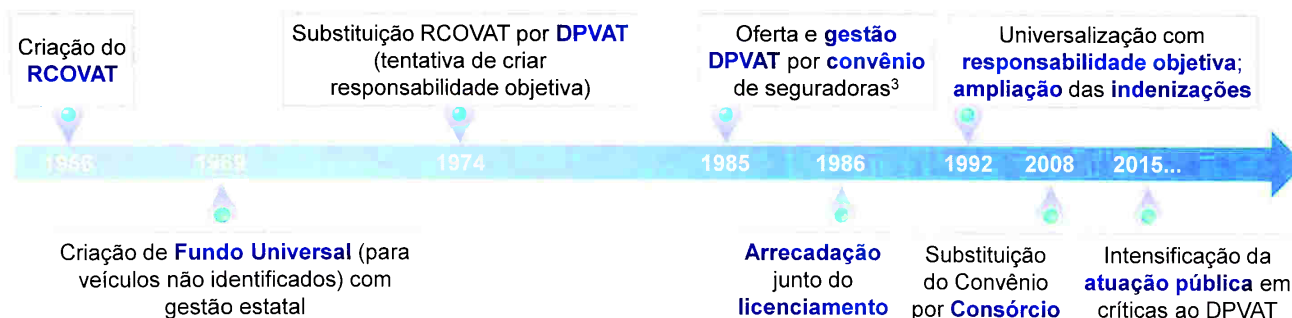 Criação do
RCOVAT
Substituição RCOVAT por DPVAT
(tentativa de criar
responsabilidade objetiva)
Oferta e gestão
DPVAT por convênio
de seguradoras³
Universalização com
responsabilidade objetiva;
ampliação das indenizações
1966 1969 1974 1985 1986 1992 2008 2015...
Criação de Fundo Universal (para
veículos não identificados) com
gestão estatal
Arrecadação
junto do
licenciamento
Substituição
do Convênio
por Consórcio
Intensificação da
atuação pública em
críticas ao DPVAT